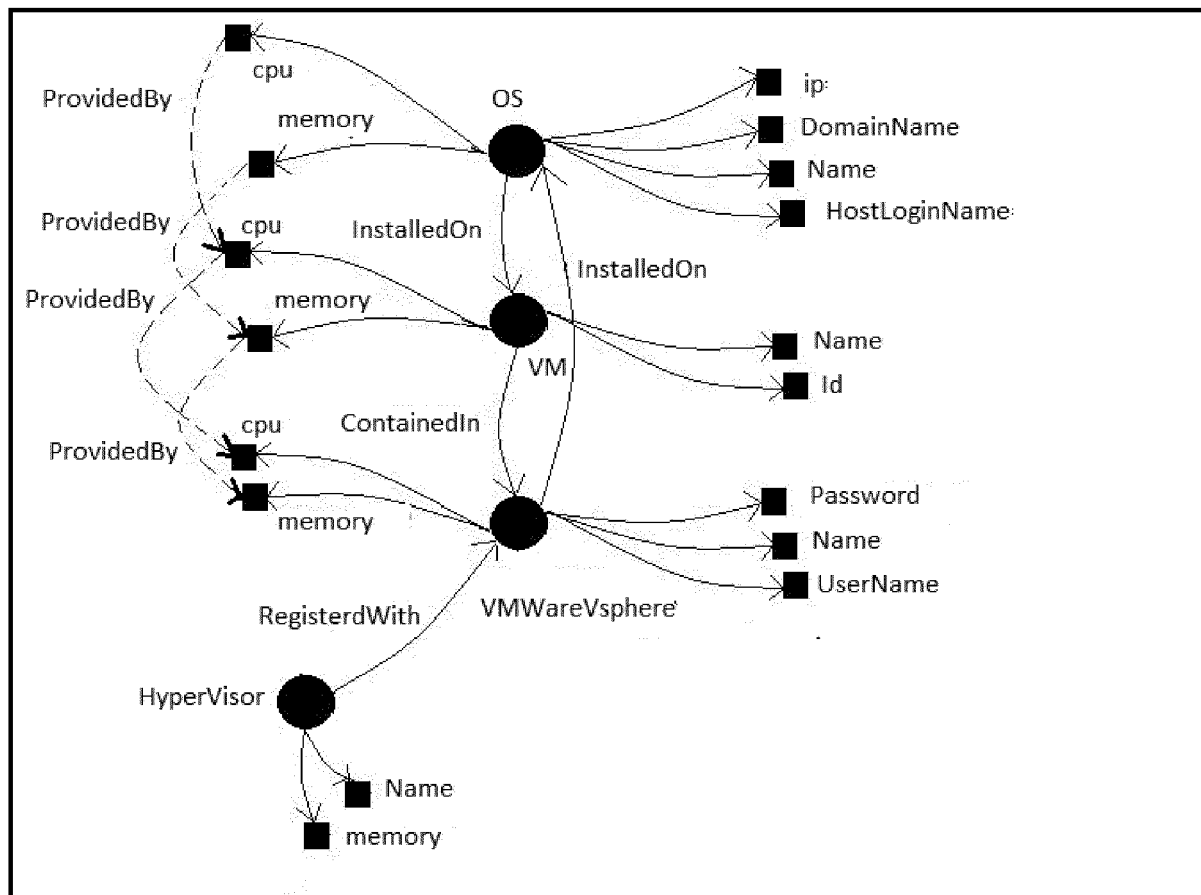 cpu
ProvidedBy
OS
ip:
memory
DomainName
Name
ProvidedBy
cpu
InstalledOn
HostLoginName:
InstalledOn
ProvidedBy
memory
Name
VM
Id
cpu
ContainedIn
ProvidedBy
Password
memory
Name
UserName
RegisterdWith
VMWareVsphere
HyperVisor
Name
memory